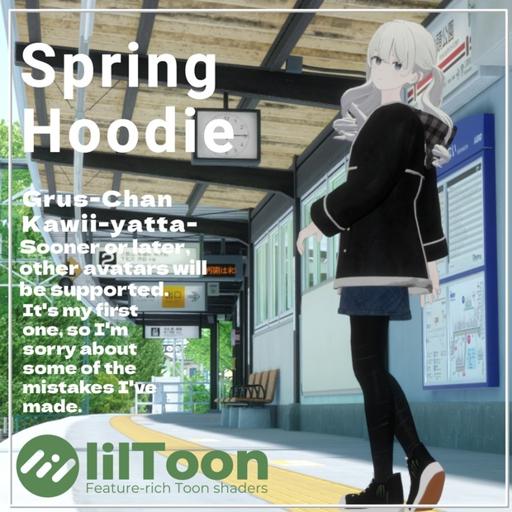 Spring
Hoodie
Grus-Chan
Kawii-yatta-
Sooner or later,
other avatars will
be supported.
It's my first
one, so I'm
sorry about
some of the
mistakes I've
made.
lilToon
Feature-rich Toon shaders